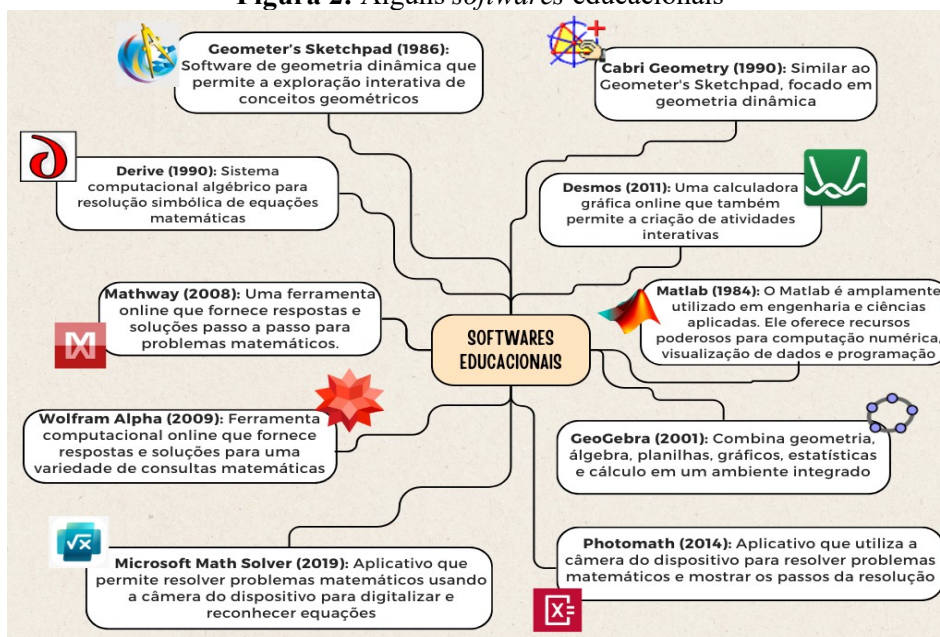 Figura 2: Alguns softwares educacionais
Geometer's Sketchpad (1986):
Software de geometria dinâmica que
permite a exploração interativa de
conceitos geométricos
Cabri Geometry (1990): Similar ao
Geometer's Sketchpad, focado em
geometria dinâmica
Derive (1990): Sistema
computacional algébrico para
resolução simbólica de equações
matemáticas
Desmos (2011): Uma calculadora
gráfica online que também
permite a criação de atividades
interativas
Mathway (2008): Uma ferramenta
online que fornece respostas e
soluções passo a passo para
problemas matemáticos.
SOFTWARES
EDUCACIONAIS
Matlab (1984): O Matlab é amplamente
utilizado em engenharia e ciências
aplicadas. Ele oferece recursos
poderosos para computação numérica,
visualização de dados e programação
Wolfram Alpha (2009): Ferramenta
computacional online que fornece
respostas e soluções para uma
variedade de consultas matemáticas
GeoGebra (2001): Combina geometria,
álgebra, planilhas, gráficos, estatísticas
e cálculo em um ambiente integrado
√x
Microsoft Math Solver (2019): Aplicativo que
permite resolver problemas matemáticos usando
a câmera do dispositivo para digitalizar e
reconhecer equações
Photomath (2014): Aplicativo que utiliza a
câmera do dispositivo para resolver problemas
matemáticos e mostrar os passos da resolução